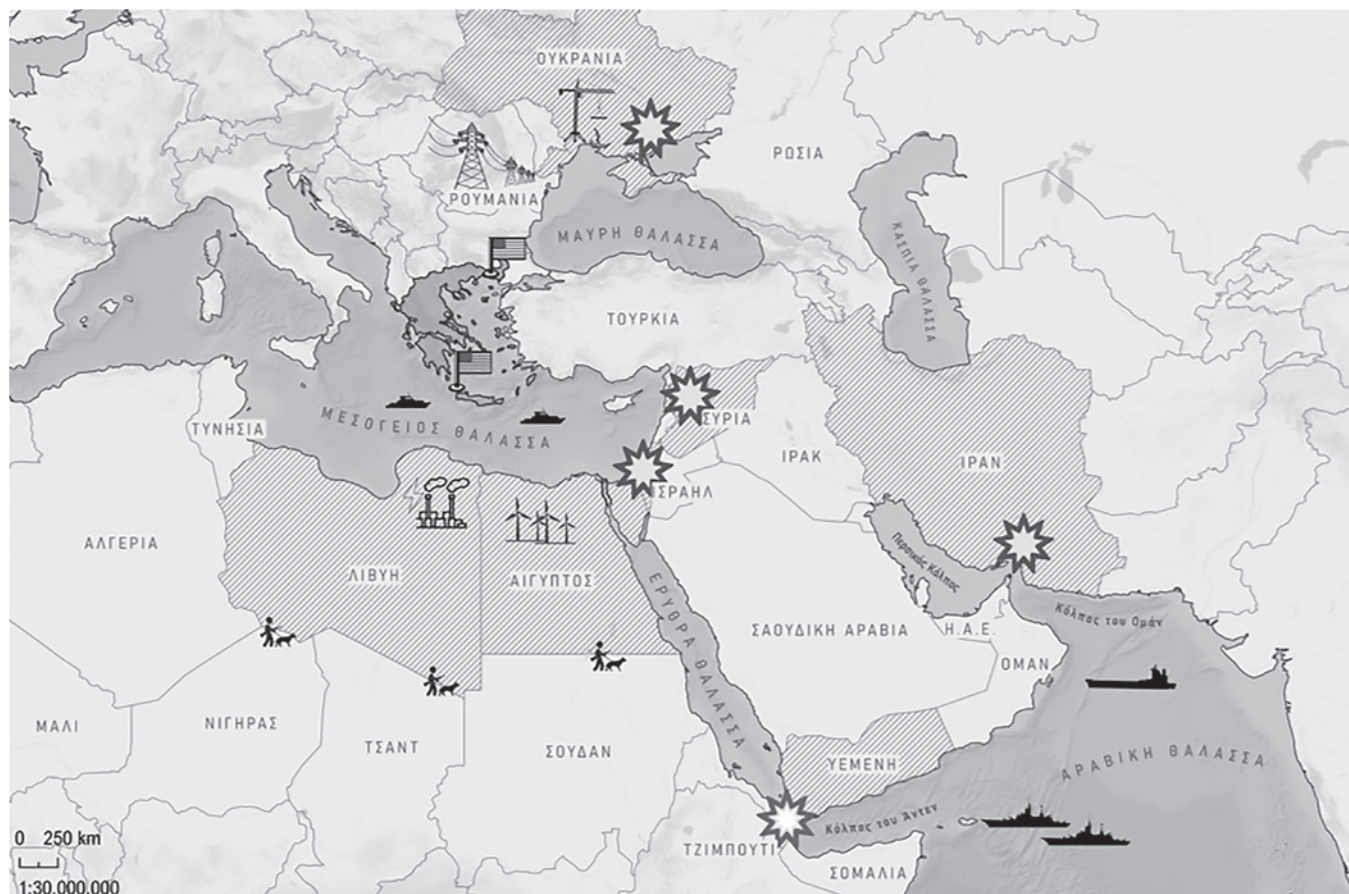 ΟΥΚΡΑΝΙΑ
ΡΩΣΙΑ
ΡΟΥΜΑΝΙΑ
ΜΑΥΡΗ ΘΑΛΑΣΣΑ
ΚΑΣΠΙΑ ΘΑΛΑΣΣΑ
ΤΟΥΡΚΙΑ
ΤΥΝΗΣΙΑ
ΜΕΣΟΓΕΙΟΣ ΘΑΛΑΣΣΑ
ΣΥΡΙΑ
ΙΡΑΚ
ΙΡΑΝ
ΙΣΡΑΗΛ
ΑΛΓΕΡΙΑ
ΛΙΒΥΗ
ΑΙΓΥΠΤΟΣ
Περσικός Κόλπος
ΕΡΥΘΡΑ ΘΑΛΑΣΣΑ
ΣΑΟΥΔΙΚΗ ΑΡΑΒΙΑ
Η.Α.Ε.
Κόλπος του Ομάν
ΟΜΑΝ
ΜΑΛΙ
ΝΙΓΗΡΑΣ
ΤΣΑΝΤ
ΣΟΥΔΑΝ
ΥΕΜΕΝΗ
ΑΡΑΒΙΚΗ ΘΑΛΑΣΣΑ
Κόλπος του Άντεν
ΤΖΙΜΠΟΥΤΙ
ΣΟΜΑΛΙΑ
0 250 km
1:30,000,000